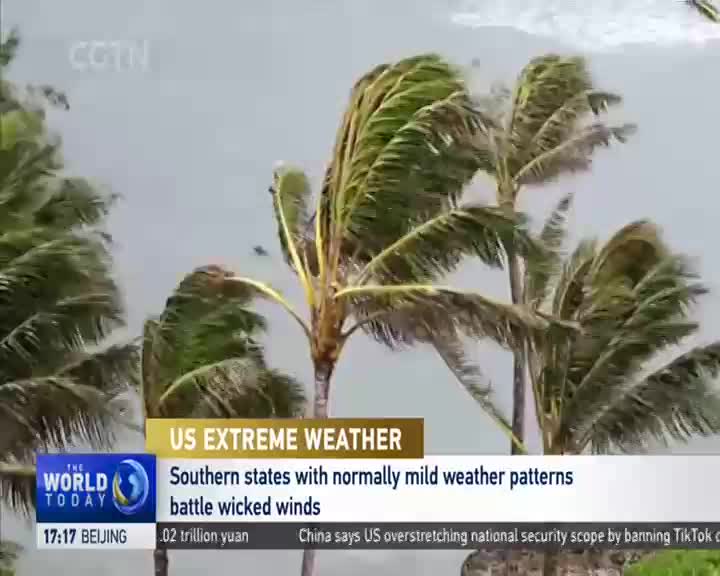 CGTN
US EXTREME WEATHER
Southern states with normally mild weather patterns
battle wicked winds
THE
WORLD
TODAY
17:17 BEIJING
.02 trillion yuan China says US overstretching national security scope by banning TikTok